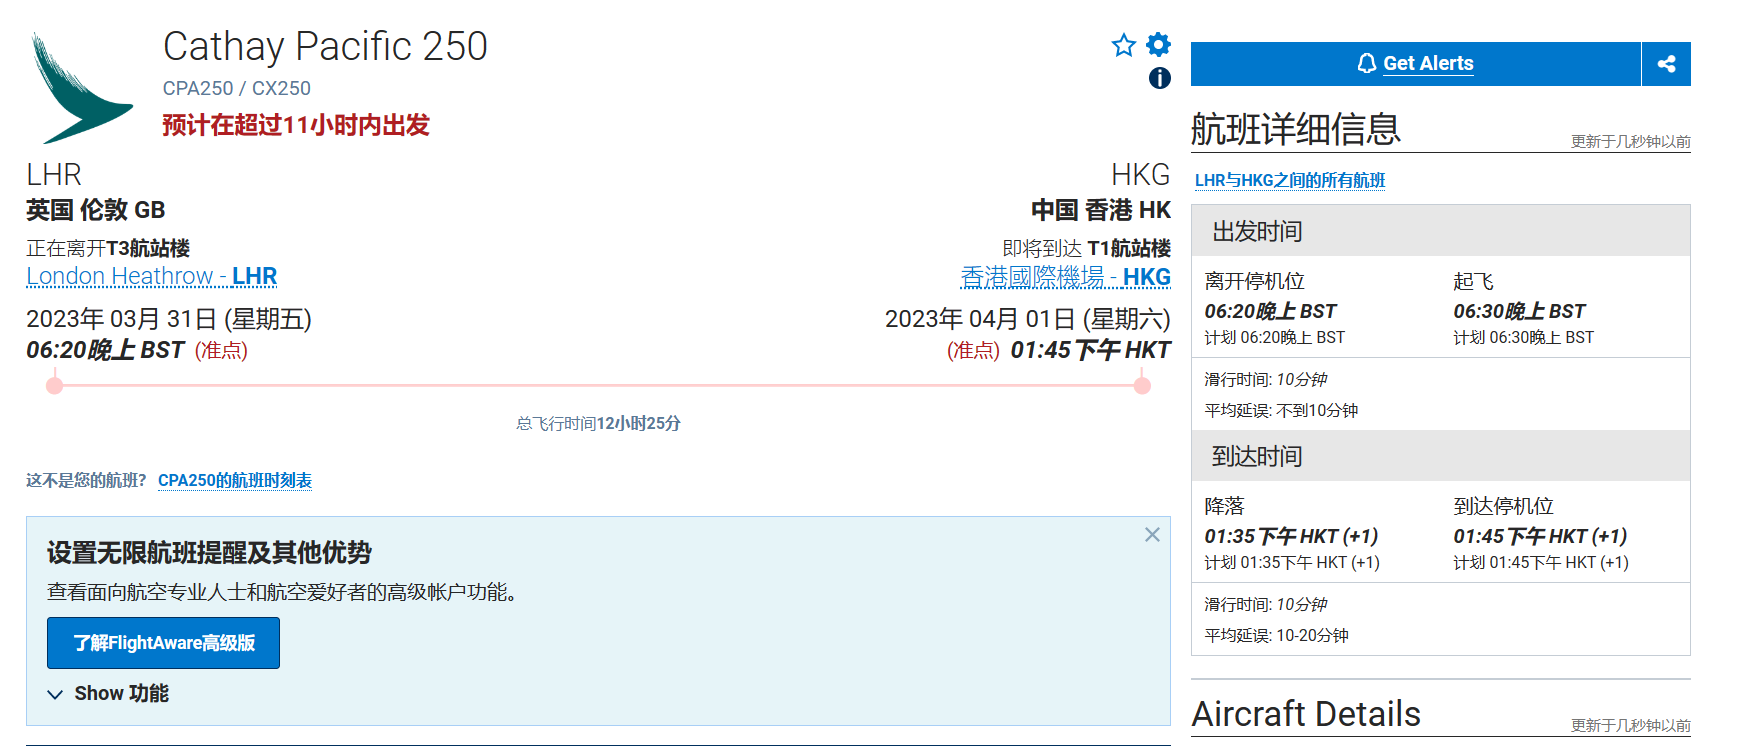 Cathay Pacific 250
CPA250 / CX250
预计在超过11小时内出发
LHR
英国 伦敦 GB
正在离开T3航站楼
London Heathrow - LHR
2023年 03月 31日 (星期五)
06:20晚上 BST (准点)
HKG
中国 香港 HK
即将到达 T1航站楼
香港國際機場 - HKG
2023年 04月 01日 (星期六)
(准点) 01:45下午 HKT
总飞行时间12小时25分
这不是您的航班? CPA250的航班时刻表
设置无限航班提醒及其他优势
查看面向航空专业人士和航空爱好者的高级帐户功能。
了解FlightAware高级版
Show 功能
Get Alerts
航班详细信息
更新于几秒钟以前
LHR与HKG之间的所有航班
出发时间
离开停机位 起飞
06:20晚上 BST 06:30晚上 BST
计划 06:20晚上 BST 计划 06:30晚上 BST
滑行时间: 10分钟
平均延误: 不到10分钟
到达时间
降落 到达停机位
01:35下午 HKT (+1) 01:45下午 HKT (+1)
计划 01:35下午 HKT (+1) 计划 01:45下午 HKT (+1)
滑行时间: 10分钟
平均延误: 10-20分钟
Aircraft Details
更新于几秒钟以前